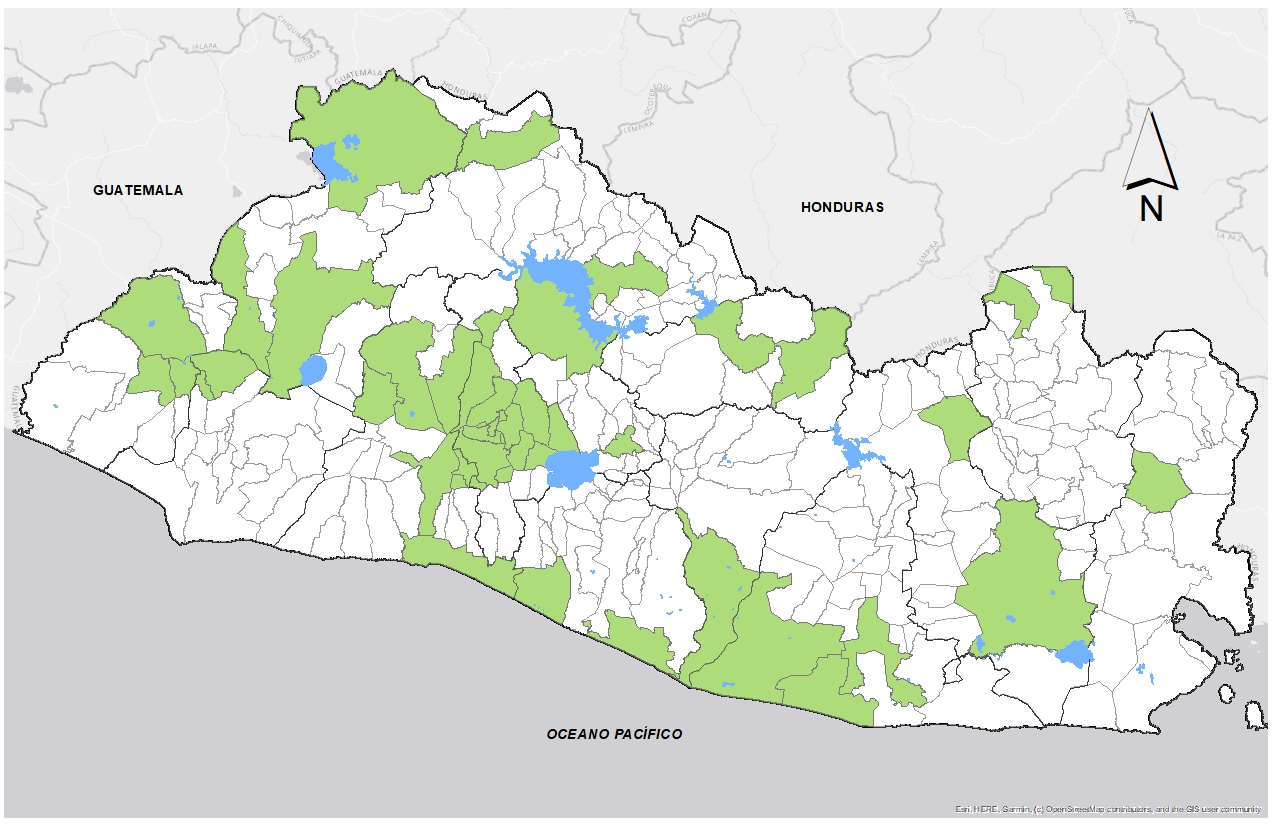 COPÁN
CHIQUIMULA
JALAPA
JUTIAPA
GUATEMALA
HONDURAS
OCOTEPEQUE
LEMPIRA
GUATEMALA
N
HONDURAS
LA PAZ
LEMPIRA
HONDURAS
OCEANO PACÍFICO
Esri, HERE, Garmin, (c) OpenStreetMap contributors, and the GIS user community